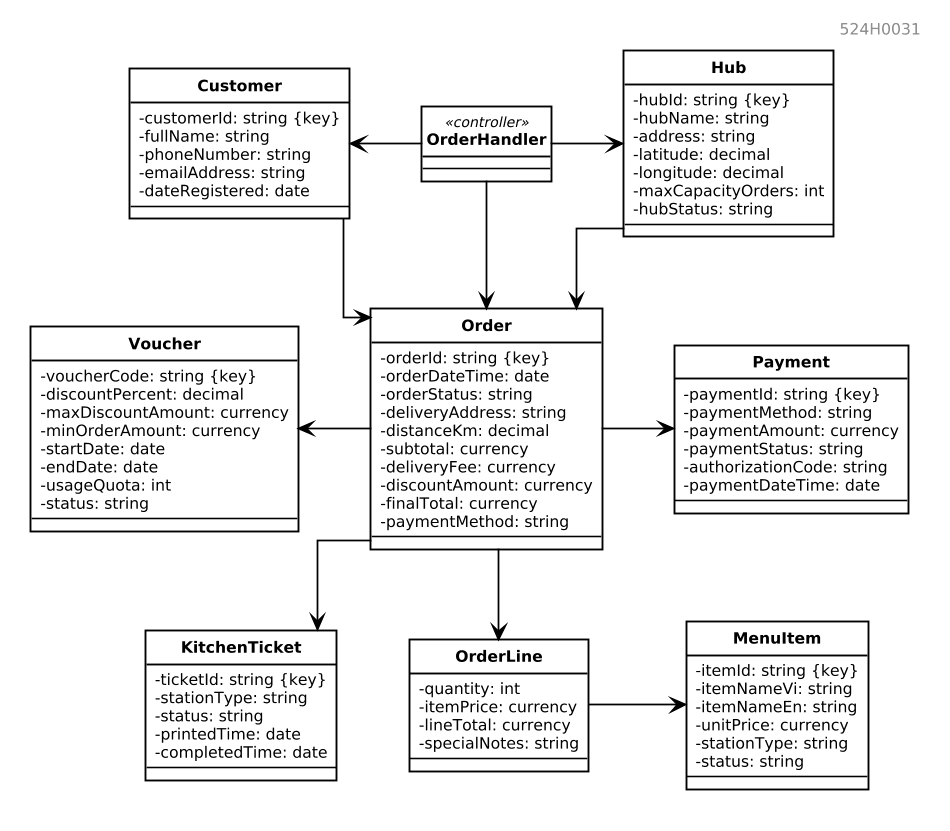 524H0031
Customer
-customerId: string {key}
-fullName: string
-phoneNumber: string
-emailAddress: string
-dateRegistered: date
«controller»
OrderHandler
Hub
-hubId: string {key}
-hubName: string
-address: string
-latitude: decimal
-longitude: decimal
-maxCapacityOrders: int
-hubStatus: string
Voucher
-voucherCode: string {key}
-discountPercent: decimal
-maxDiscountAmount: currency
-minOrderAmount: currency
-startDate: date
-endDate: date
-usageQuota: int
-status: string
Order
-orderId: string {key}
-orderDateTime: date
-orderStatus: string
-deliveryAddress: string
-distanceKm: decimal
-subtotal: currency
-deliveryFee: currency
-discountAmount: currency
-finalTotal: currency
-paymentMethod: string
Payment
-paymentId: string {key}
-paymentMethod: string
-paymentAmount: currency
-paymentStatus: string
-authorizationCode: string
-paymentDateTime: date
KitchenTicket
-ticketId: string {key}
-stationType: string
-status: string
-printedTime: date
-completedTime: date
OrderLine
-quantity: int
-itemPrice: currency
-lineTotal: currency
-specialNotes: string
MenuItem
-itemId: string {key}
-itemNameVi: string
-itemNameEn: string
-unitPrice: currency
-stationType: string
-status: string